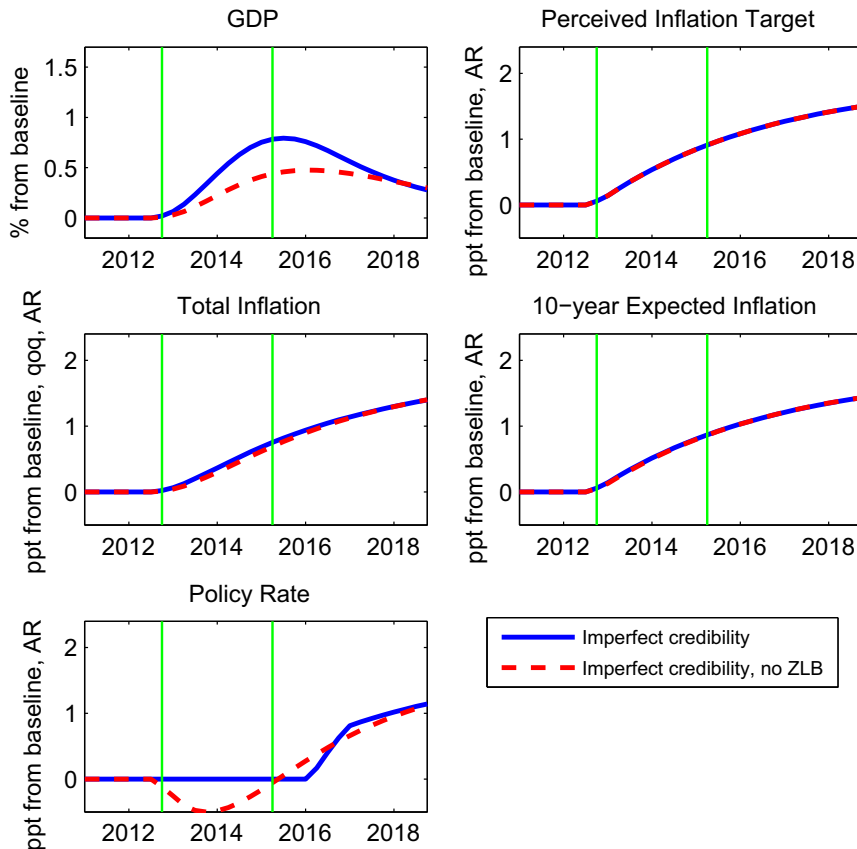 GDP
% from baseline
1.5
1
0.5
0
2012 2014 2016 2018
Perceived Inflation Target
ppt from baseline, AR
2
1
0
2012 2014 2016 2018
Total Inflation
ppt from baseline, qoq, AR
2
1
0
2012 2014 2016 2018
10−year Expected Inflation
ppt from baseline, AR
2
1
0
2012 2014 2016 2018
Policy Rate
ppt from baseline, AR
2
1
0
2012 2014 2016 2018
Imperfect credibility
Imperfect credibility, no ZLB